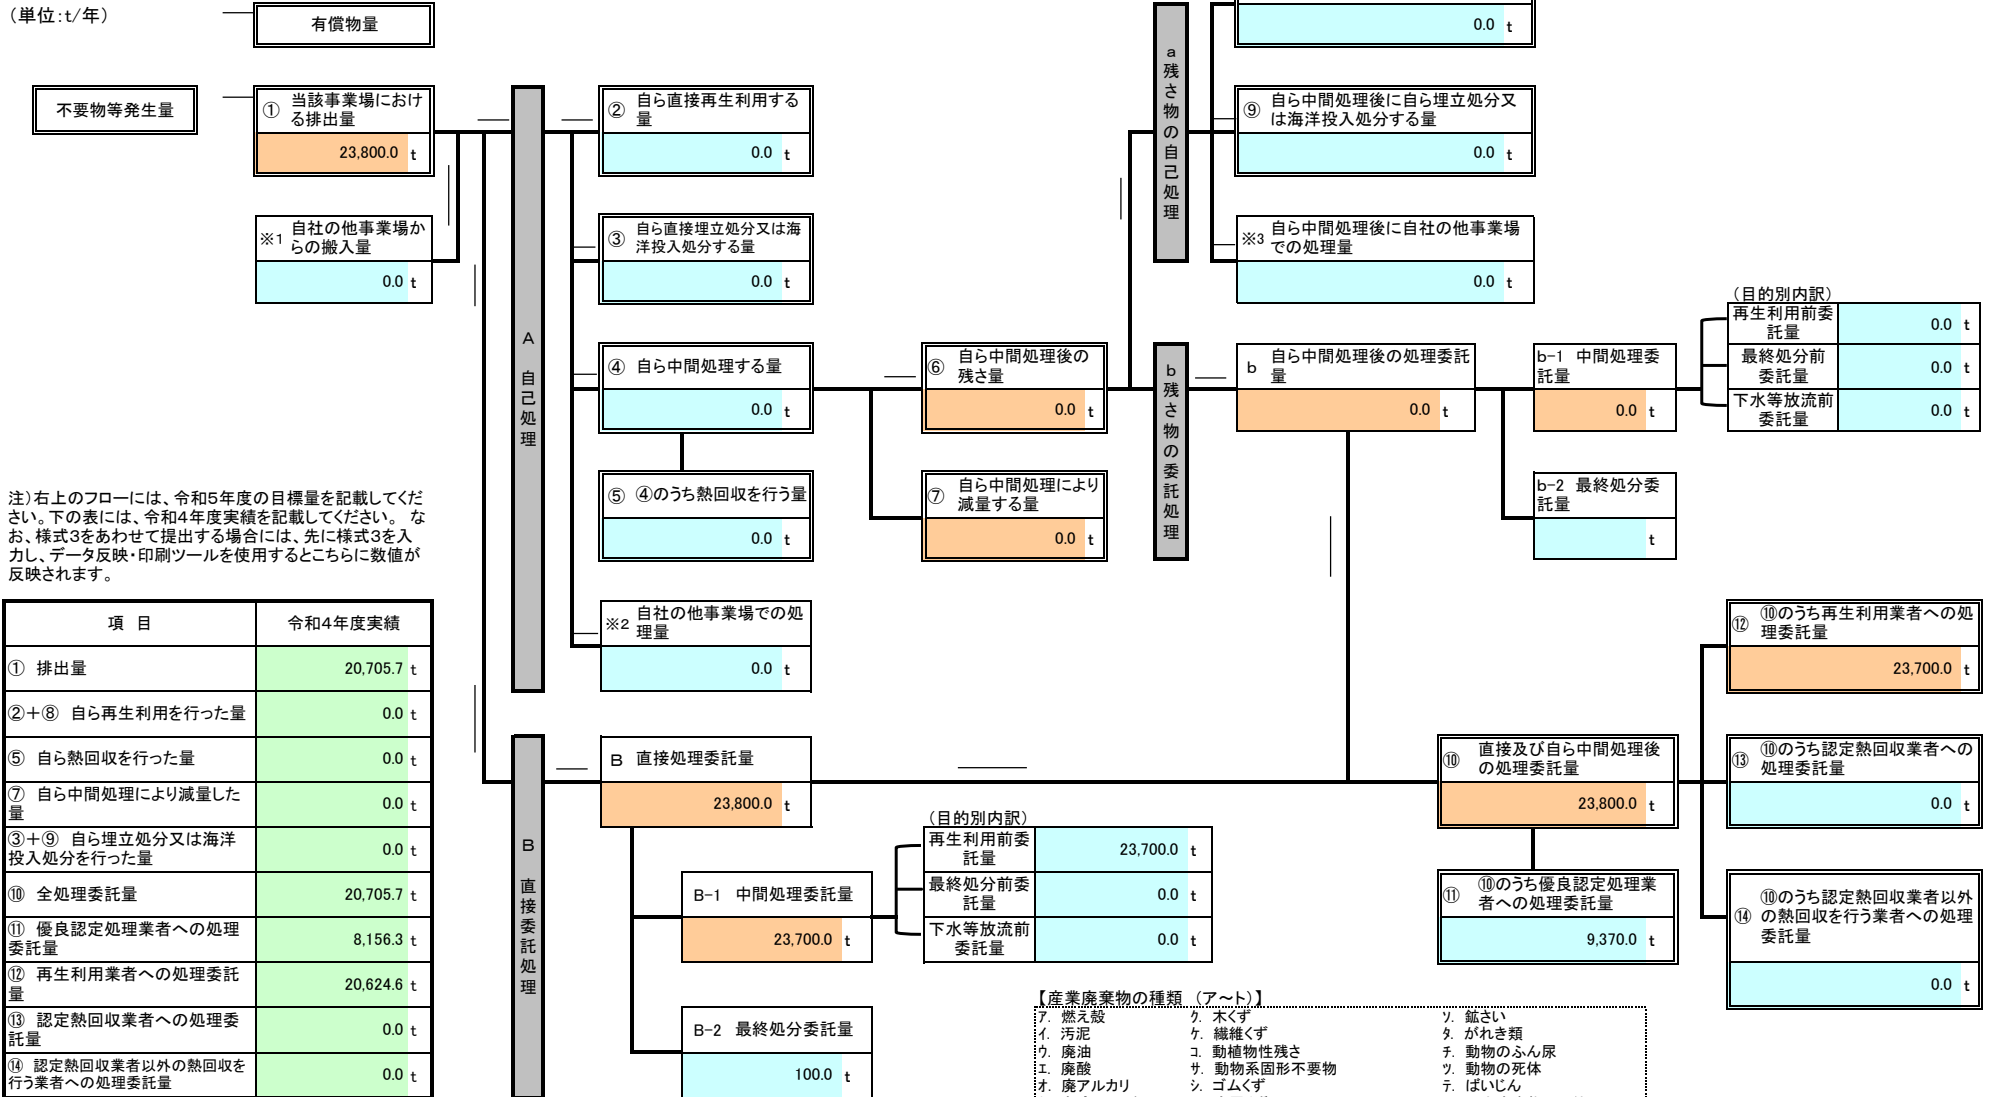 （単位：t/年）
有償物量
不要物等発生量
① 当該事業場におけ
る排出量
23,800.0 t
※1 自社の他事業場か
らの搬入量
0.0 t
A 自己処理
② 自ら直接再生利用する
量
0.0 t
③ 自ら直接埋立処分又は海
洋投入処分する量
0.0 t
④ 自ら中間処理する量
0.0 t
⑤ ④のうち熱回収を行う量
0.0 t
※2 自社の他事業場での処
理量
0.0 t
⑥ 自ら中間処理後の
残さ量
0.0 t
⑦ 自ら中間処理により
減量する量
0.0 t
a 残さ物の自己処理
0.0 t
⑨ 自ら中間処理後に自ら埋立処分又
は海洋投入処分する量
0.0 t
※3 自ら中間処理後に自社の他事業場
での処理量
0.0 t
b 残さ物の委託処理
b 自ら中間処理後の処理委託
量
0.0 t
b-1 中間処理委
託量
0.0 t
（目的別内訳）
再生利用前委
託量
0.0 t
最終処分前
委託量
0.0 t
下水等放流前
委託量
0.0 t
b-2 最終処分委
託量
t
注）右上のフローには、令和5年度の目標量を記載してくだ
さい。下の表には、令和4年度実績を記載してください。 な
お、様式3をあわせて提出する場合には、先に様式3を入
力し、データ反映・印刷ツールを使用するとこちらに数値が
反映されます。
項 目 令和4年度実績
① 排出量 20,705.7 t
②＋⑧ 自ら再生利用を行った量 0.0 t
⑤ 自ら熱回収を行った量 0.0 t
⑦ 自ら中間処理により減量した
量 0.0 t
③＋⑨ 自ら埋立処分又は海洋
投入処分を行った量 0.0 t
⑩ 全処理委託量 20,705.7 t
⑪ 優良認定処理業者への処理
委託量 8,156.3 t
⑫ 再生利用業者への処理委託
量 20,624.6 t
⑬ 認定熱回収業者への処理委
託量 0.0 t
⑭ 認定熱回収業者以外の熱回収を
行う業者への処理委託量 0.0 t
B 直接委託処理
B 直接処理委託量
23,800.0 t
B-1 中間処理委託量
23,700.0 t
（目的別内訳）
再生利用前委
託量
23,700.0 t
最終処分前委
託量
0.0 t
下水等放流前
委託量
0.0 t
B-2 最終処分委託量
100.0 t
⑩ 直接及び自ら中間処理後
の処理委託量
23,800.0 t
⑪ ⑩のうち優良認定処理業
者への処理委託量
9,370.0 t
⑫ ⑩のうち再生利用業者への処
理委託量
23,700.0 t
⑬ ⑩のうち認定熱回収業者への
処理委託量
0.0 t
⑭ ⑩のうち認定熱回収業者以外
の熱回収を行う業者への処理
委託量
0.0 t
【産業廃棄物の種類 （ア～ト）】
ｱ. 燃え殻 ｸ. 木くず ｿ. 鉱さい
ｲ. 汚泥 ｹ. 繊維くず ﾀ. がれき類
ｳ. 廃油 ｺ. 動植物性残さ ﾁ. 動物のふん尿
ｴ. 廃酸 ｻ. 動物系固形不要物 ﾂ. 動物の死体
ｵ. 廃アルカリ ｼ. ゴムくず ﾃ. ばいじん